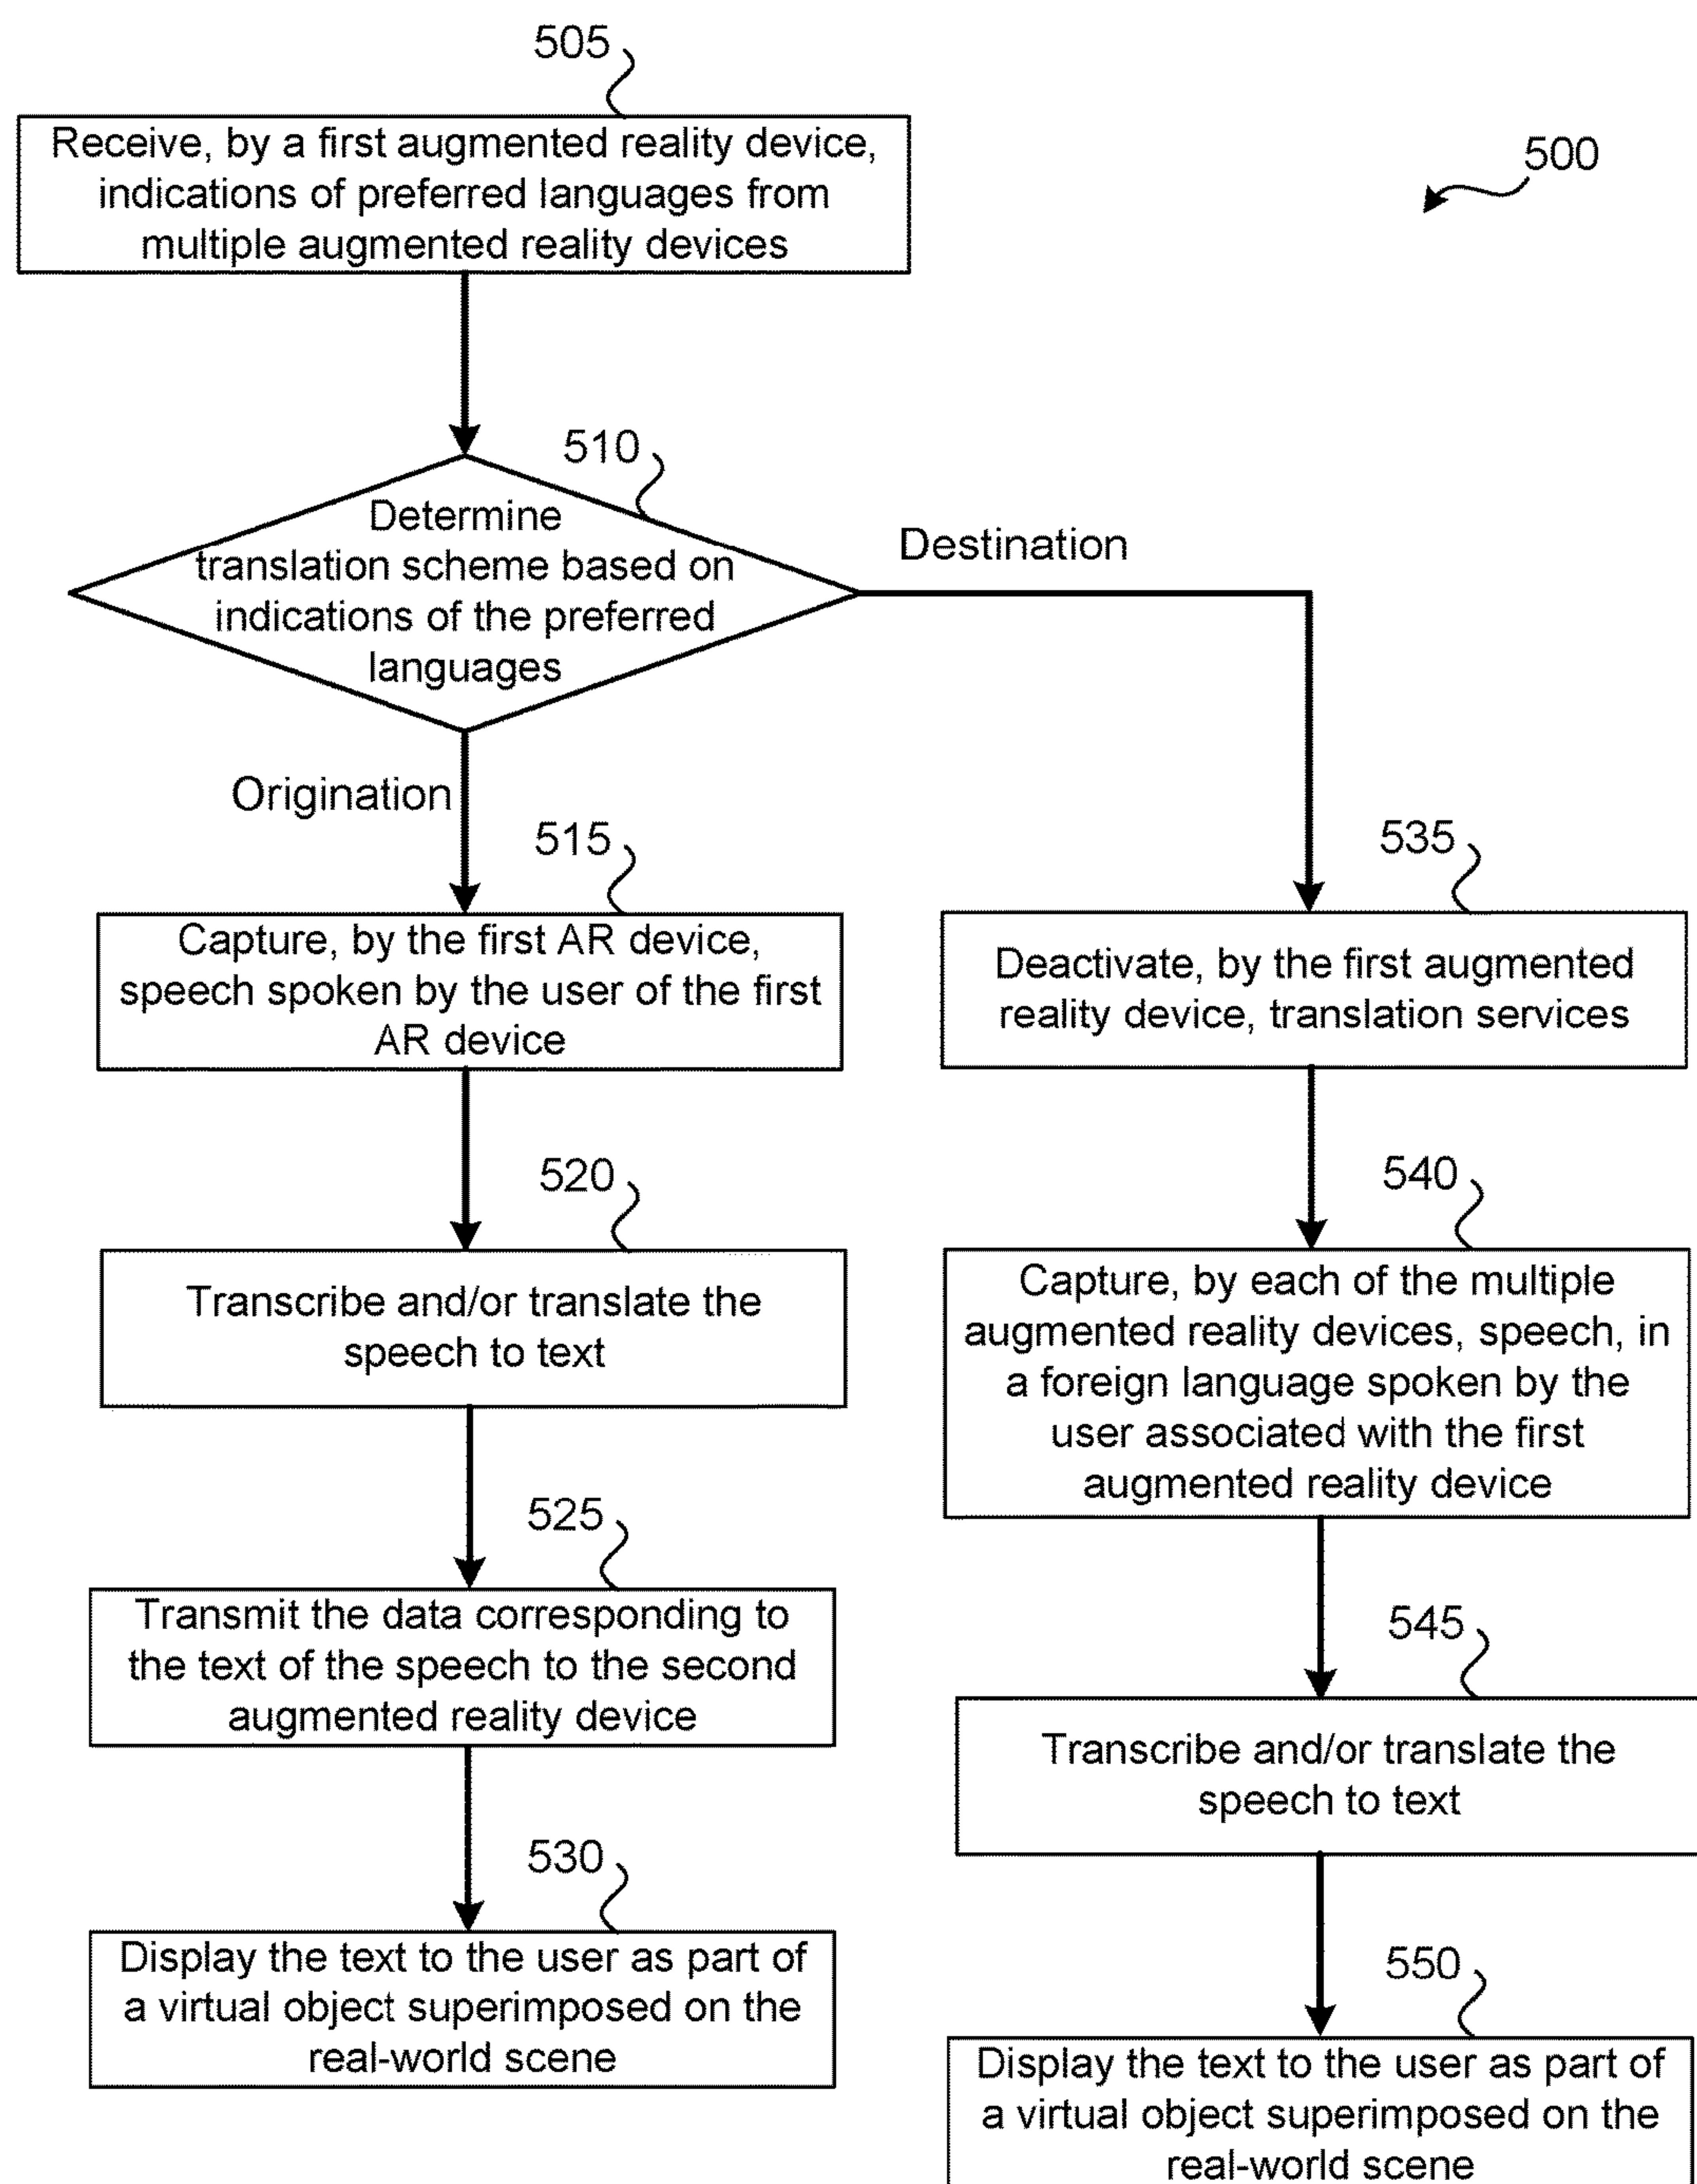 505
Receive, by a first augmented reality device,
indications of preferred languages from
multiple augmented reality devices
500
510
Determine
translation scheme based on
indications of the preferred
languages
Destination
Origination
515
Capture, by the first AR device,
speech spoken by the user of the first
AR device
520
Transcribe and/or translate the
speech to text
525
Transmit the data corresponding to
the text of the speech to the second
augmented reality device
530
Display the text to the user as part of
a virtual object superimposed on the
real-world scene
535
Deactivate, by the first augmented
reality device, translation services
540
Capture, by each of the multiple
augmented reality devices, speech, in
a foreign language spoken by the
user associated with the first
augmented reality device
545
Transcribe and/or translate the
speech to text
550
Display the text to the user as part of
a virtual object superimposed on the
real-world scene